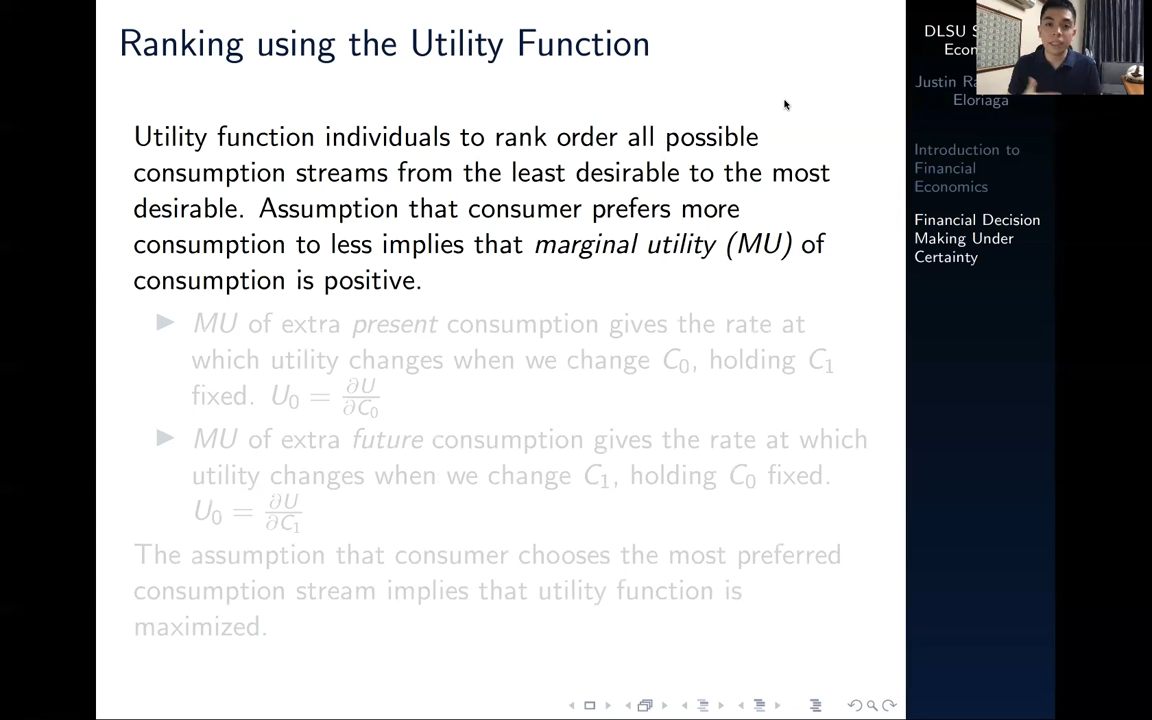 Ranking using the Utility Function
Utility function individuals to rank order all possible
consumption streams from the least desirable to the most
desirable. Assumption that consumer prefers more
consumption to less implies that marginal utility (MU) of
consumption is positive.
▶ MU of extra present consumption gives the rate at
which utility changes when we change C₀, holding C₁
fixed. U₀ = ∂U/∂C₀
▶ MU of extra future consumption gives the rate at which
utility changes when we change C₁, holding C₀ fixed.
U₀ = ∂U/∂C₁
The assumption that consumer chooses the most preferred
consumption stream implies that utility function is
maximized.
DLSU
Justin
Eloriaga
Introduction to
Financial
Economics
Financial Decision
Making Under
Certainty